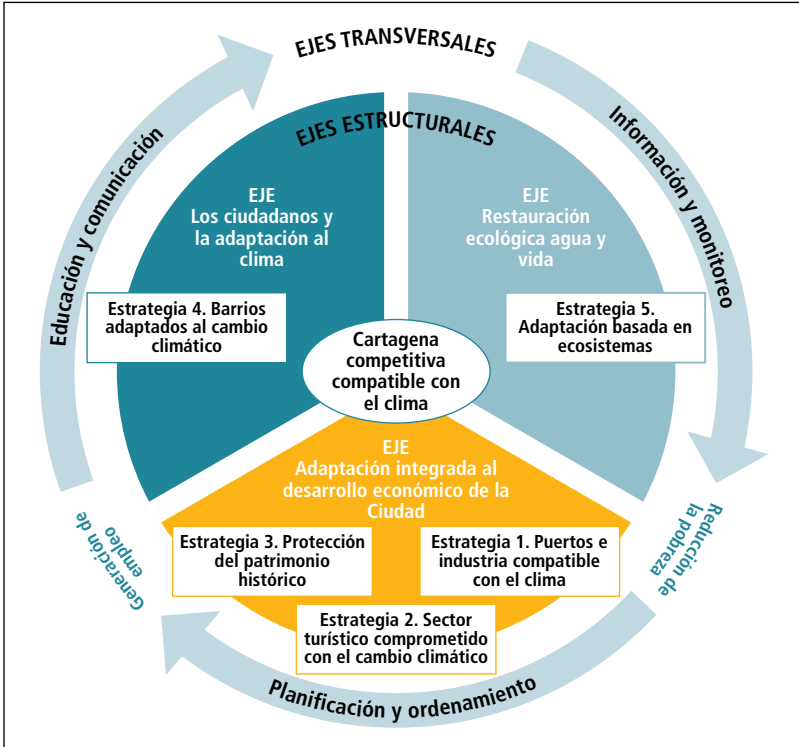 EJES TRANSVERSALES
EJES ESTRUCTURALES
Educación y comunicación
Información y monitoreo
EJE
Los ciudadanos y
la adaptación al
clima
EJE
Restauración
ecológica agua y
vida
Estrategia 4. Barrios
adaptados al cambio
climático
Estrategia 5.
Adaptación basada en
ecosistemas
Cartagena
competitiva
compatible con
el clima
EJE
Adaptación integrada al
desarrollo económico de la
Ciudad
Estrategia 3. Protección
del patrimonio
histórico
Estrategia 1. Puertos e
industria compatible
con el clima
Estrategia 2. Sector
turístico comprometido
con el cambio climático
Generación de
empleo
Reducción de
la pobreza
Planificación y ordenamiento